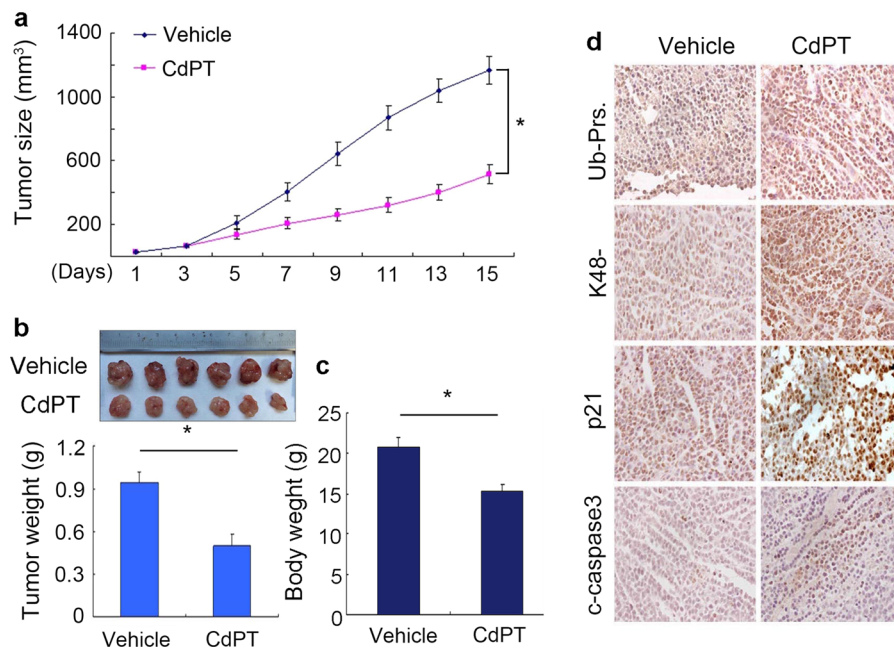 a
Tumor size (mm³)
1400
1000
600
200
Vehicle
CdPT
*
(Days)
1 3 5 7 9 11 13 15
b
Vehicle
CdPT
*
Tumor weight (g)
1.2
0.9
0.6
0.3
0
Vehicle CdPT
c
*
Body weght (g)
25
20
15
10
5
0
Vehicle CdPT
d
Vehicle CdPT
Ub-Prs.
K48-
p21
c-caspase3